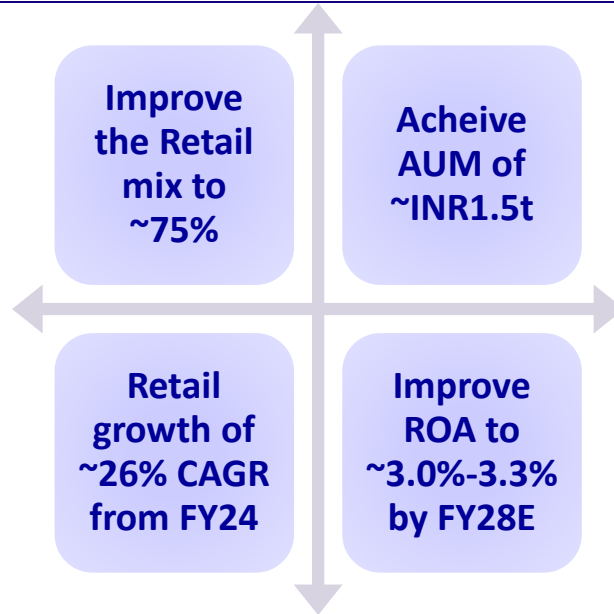 Improve
the Retail
mix to
~75%
Acheive
AUM of
~INR1.5t
Retail
growth of
~26% CAGR
from FY24
Improve
ROA to
~3.0%-3.3%
by FY28E